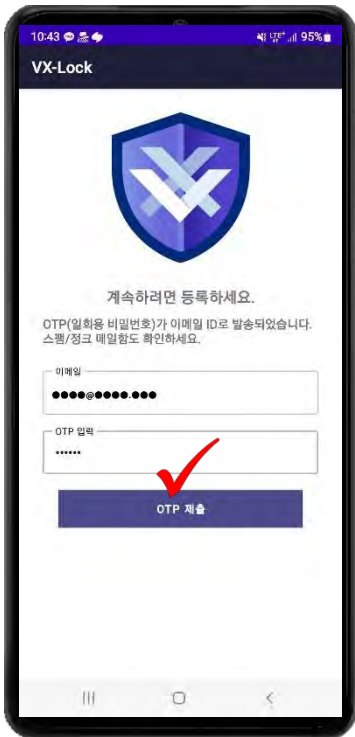 10:43 LTE+ 95%
VX-Lock
계속하려면 등록하세요.
OTP(일회용 비밀번호)가 이메일 ID로 발송되었습니다.
스팸/정크 메일함도 확인하세요.
이메일
●●●●@●●●●.●●●
OTP 입력
••••••
OTP 제출